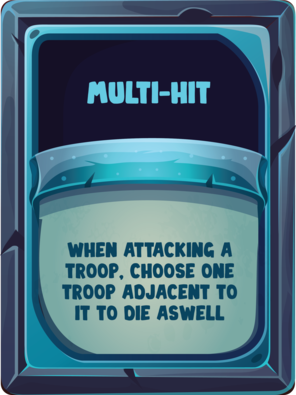 MULTI-HIT
WHEN ATTACKING A
TROOP, CHOOSE ONE
TROOP ADJACENT TO
IT TO DIE ASWELL